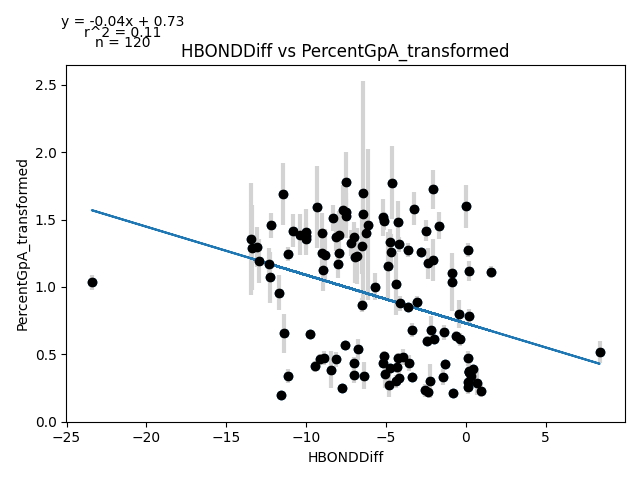 y = -0.04x + 0.73
r^2 = 0.11
n = 120
HBONDDiff vs PercentGpA_transformed
PercentGpA_transformed
2.5
2.0
1.5
1.0
0.5
0.0
−25
−20
−15
−10
−5
0
5
HBONDDiff